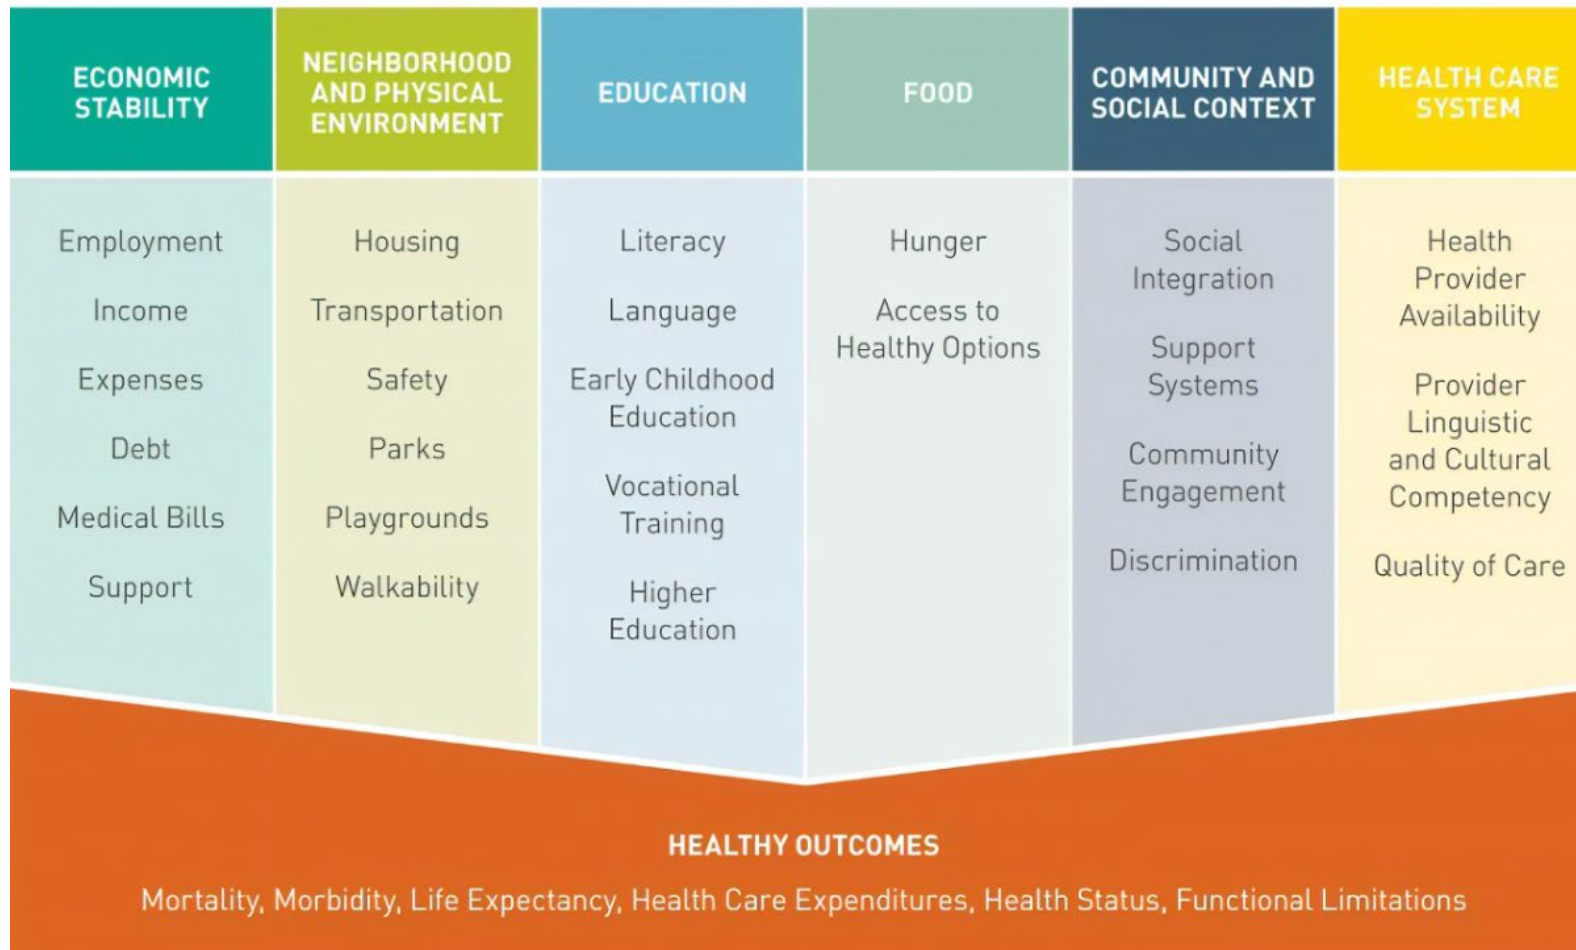 ECONOMIC
STABILITY
Employment
Income
Expenses
Debt
Medical Bills
Support
NEIGHBORHOOD
AND PHYSICAL
ENVIRONMENT
Housing
Transportation
Safety
Parks
Playgrounds
Walkability
EDUCATION
Literacy
Language
Early Childhood
Education
Vocational
Training
Higher
Education
FOOD
Hunger
Access to
Healthy Options
COMMUNITY AND
SOCIAL CONTEXT
Social
Integration
Support
Systems
Community
Engagement
Discrimination
HEALTH CARE
SYSTEM
Health
Provider
Availability
Provider
Linguistic
and Cultural
Competency
Quality of Care
HEALTHY OUTCOMES
Mortality, Morbidity, Life Expectancy, Health Care Expenditures, Health Status, Functional Limitations